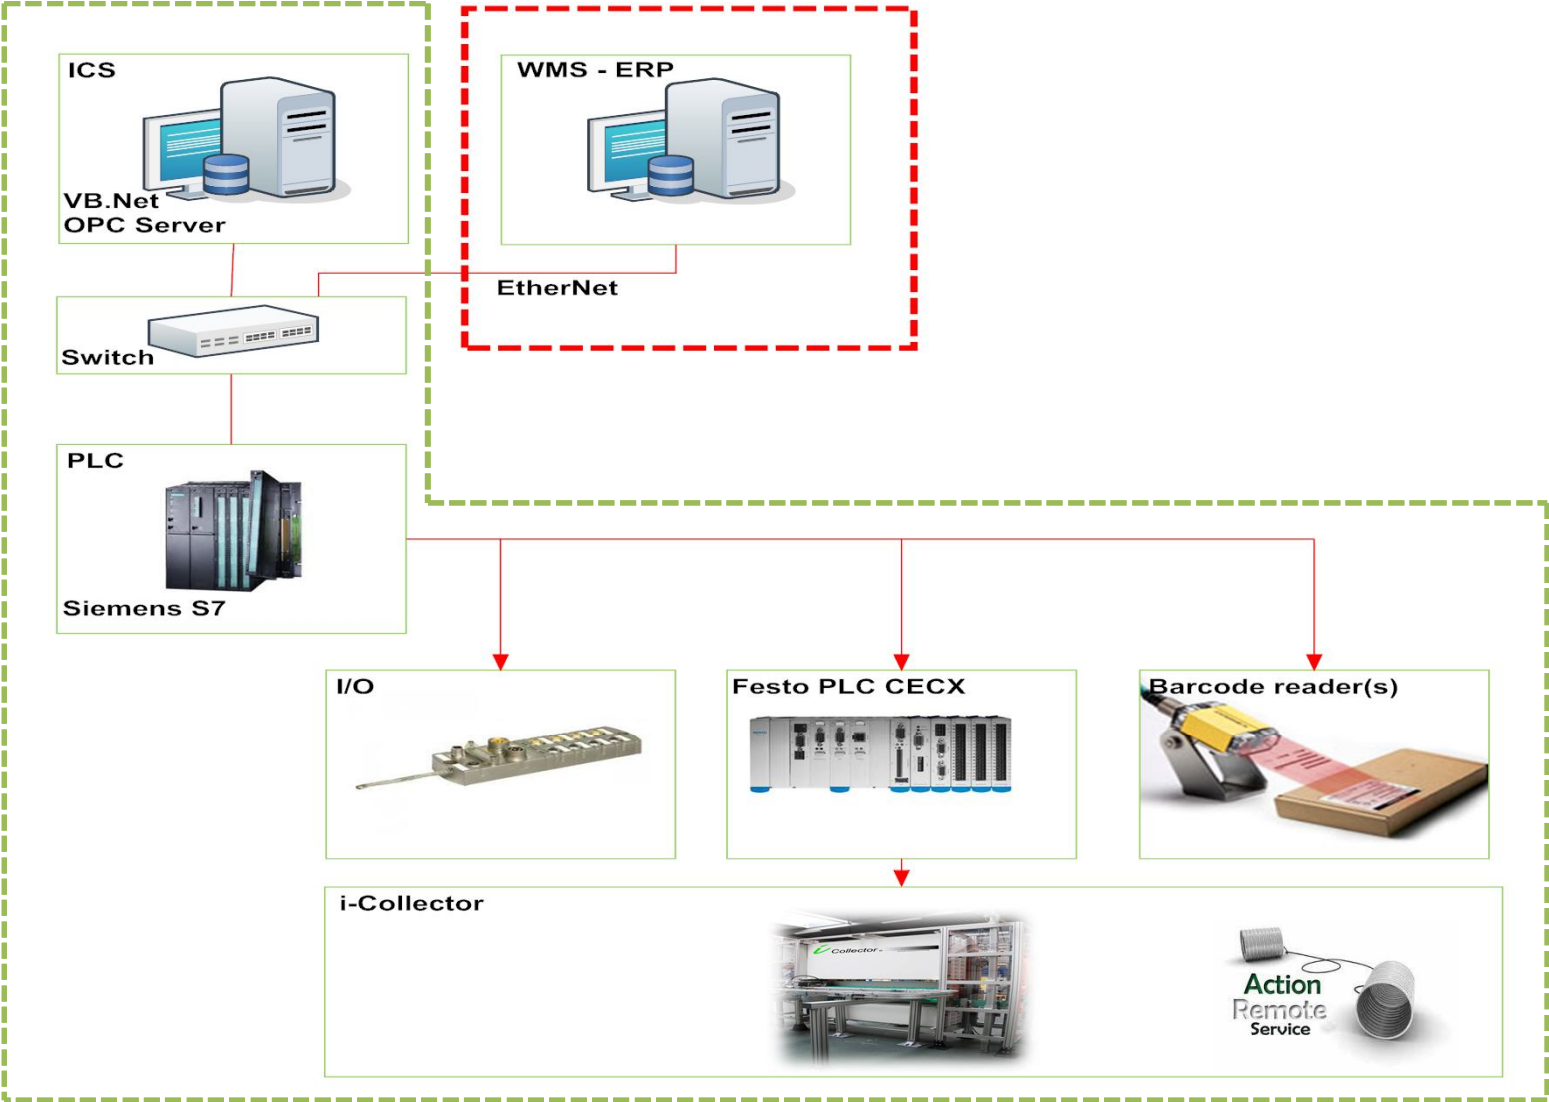 ICS
VB.Net
OPC Server
WMS - ERP
EtherNet
Switch
PLC
Siemens S7
I/O
Festo PLC CECX
Barcode reader(s)
i-Collector
i Collector
Action
Remote
Service